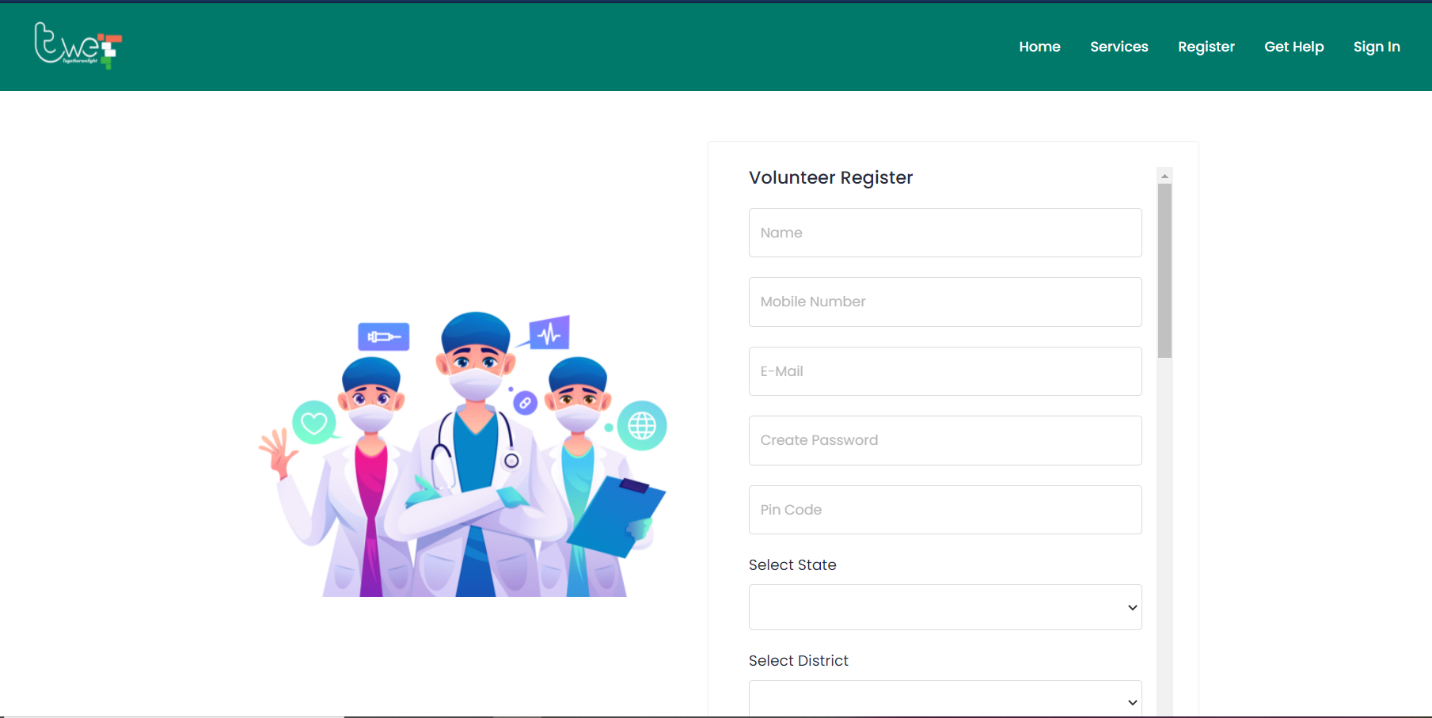 twe
Togetherwefight
Home Services Register Get Help Sign In
Volunteer Register
Name
Mobile Number
E-Mail
Create Password
Pin Code
Select State
Select District